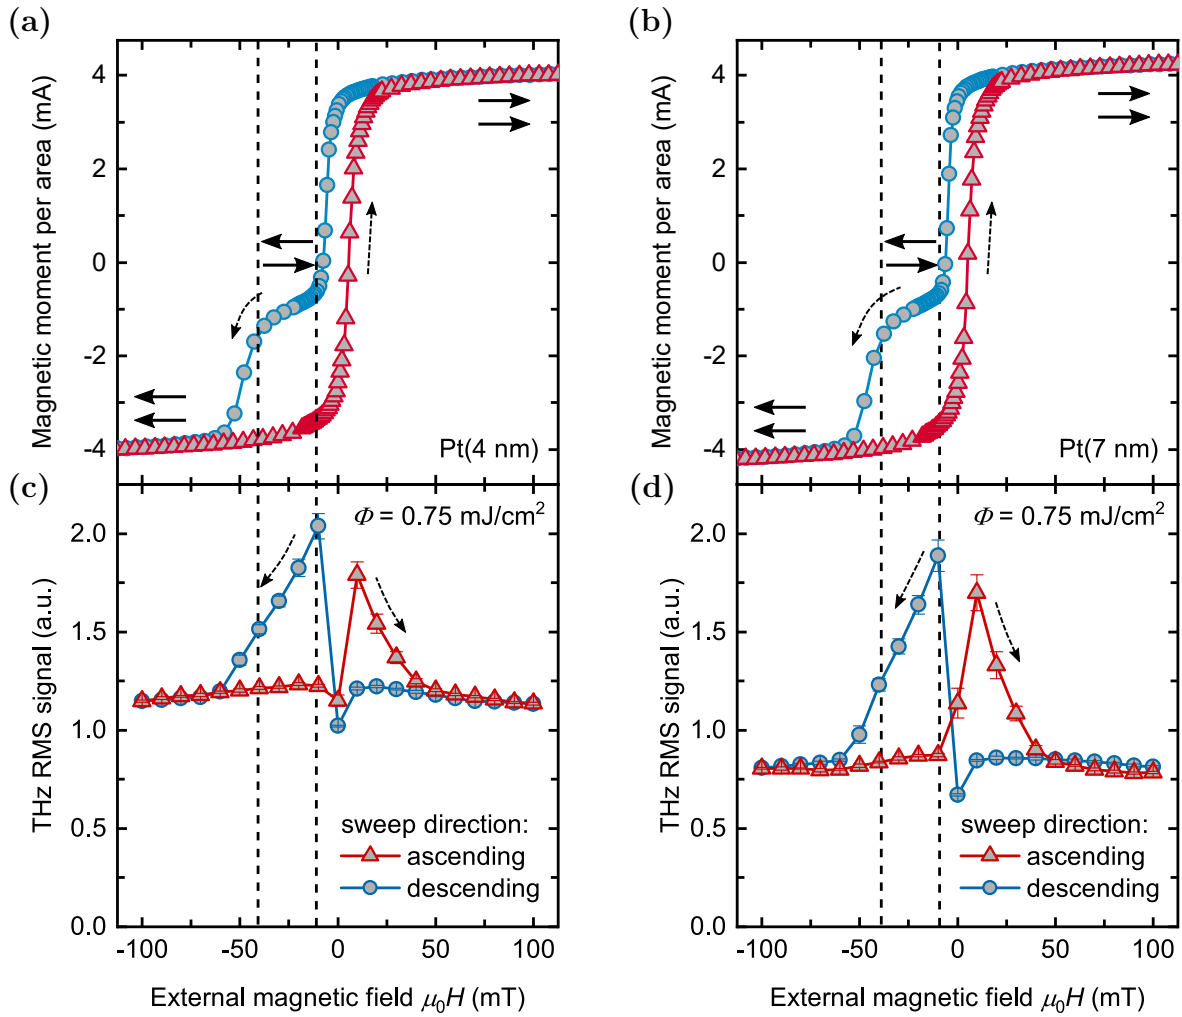 (a)
Magnetic moment per area (mA)
4
2
0
-2
-4
Pt(4 nm)
(b)
Magnetic moment per area (mA)
4
2
0
-2
-4
Pt(7 nm)
(c)
THz RMS signal (a.u.)
2.0
1.5
1.0
0.5
0.0
Φ = 0.75 mJ/cm²
sweep direction:
ascending
descending
-100 -50 0 50 100
External magnetic field μ₀H (mT)
(d)
THz RMS signal (a.u.)
2.0
1.5
1.0
0.5
0.0
Φ = 0.75 mJ/cm²
sweep direction:
ascending
descending
-100 -50 0 50 100
External magnetic field μ₀H (mT)